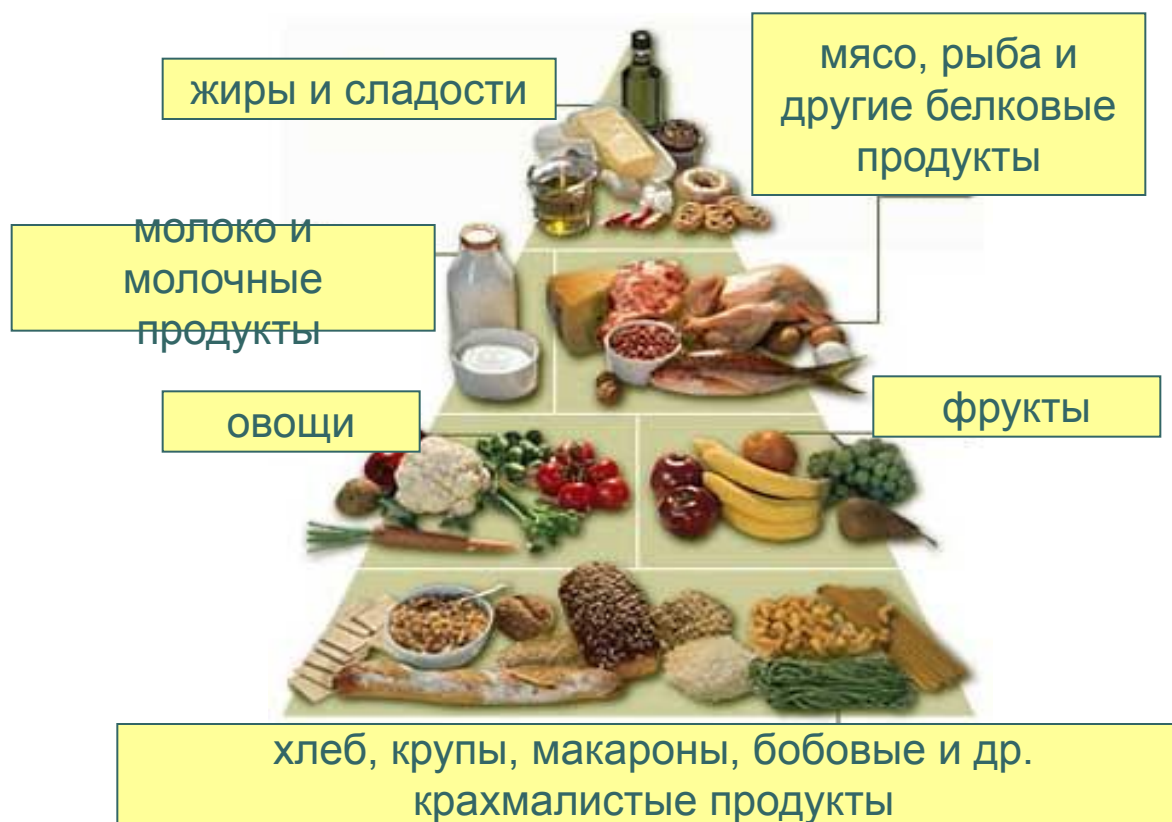 жиры и сладости
мясо, рыба и
другие белковые
продукты
молоко и
молочные
продукты
овощи
фрукты
хлеб, крупы, макароны, бобовые и др.
крахмалистые продукты